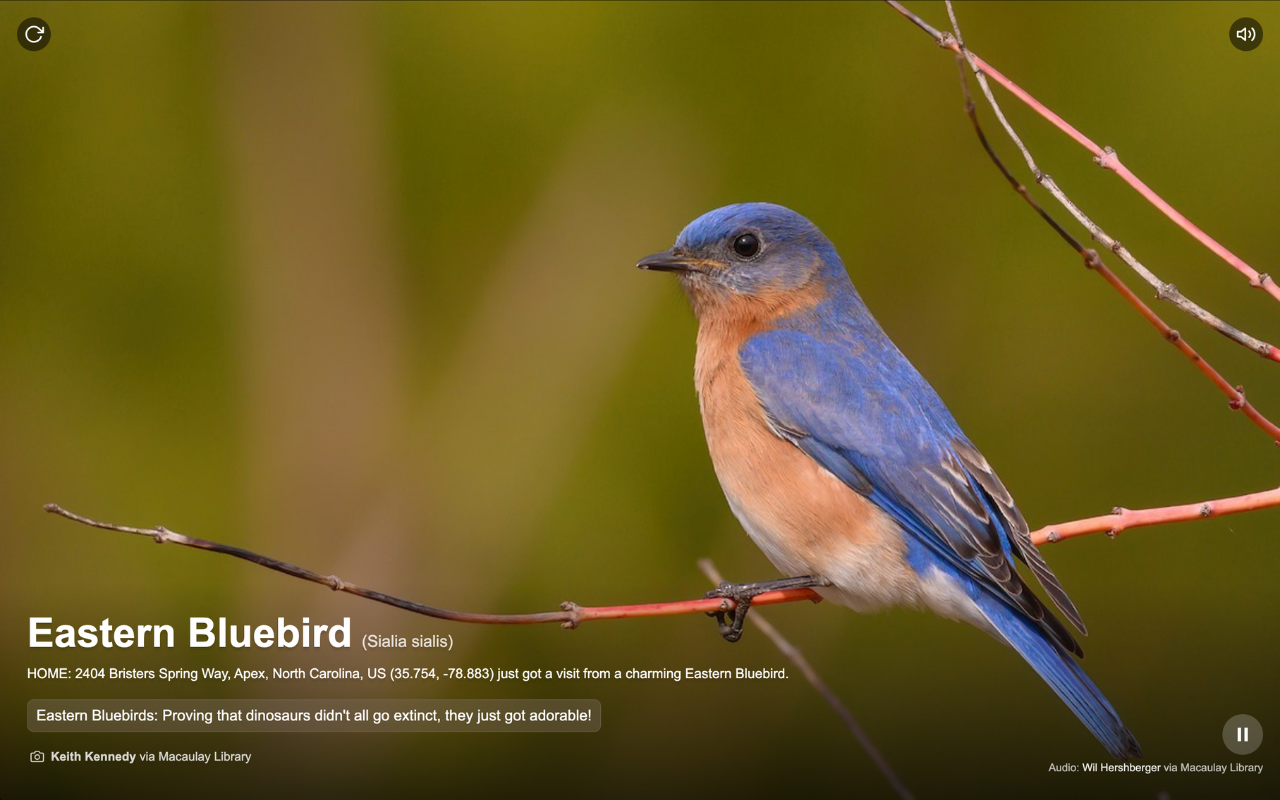 Eastern Bluebird (Sialia sialis)
HOME: 2404 Bristers Spring Way, Apex, North Carolina, US (35.754, -78.883) just got a visit from a charming Eastern Bluebird.
Eastern Bluebirds: Proving that dinosaurs didn't all go extinct, they just got adorable!
Keith Kennedy via Macaulay Library
Audio: Wil Hershberger via Macaulay Library